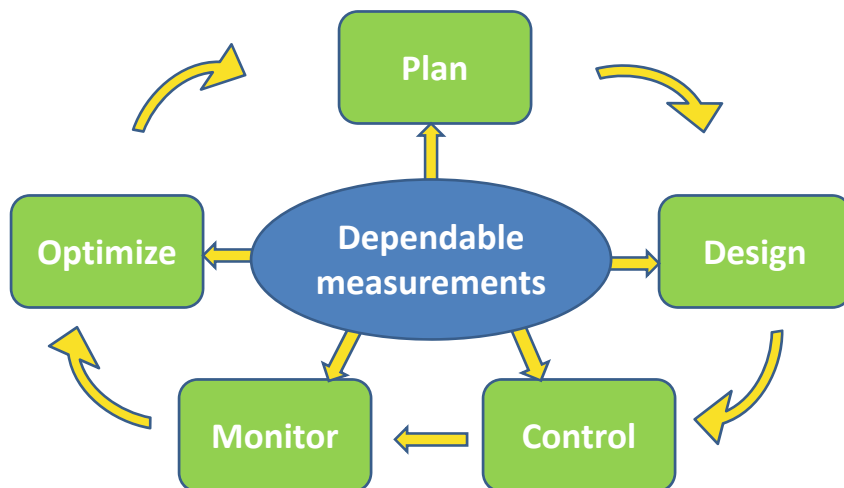 Plan
Optimize
Dependable
measurements
Design
Monitor
Control